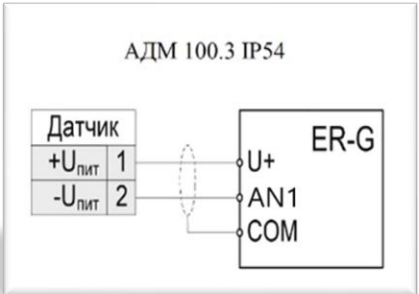 АДМ 100.3 IP54
Датчик
+Uпит 1
-Uпит 2
ER-G
U+
AN1
COM